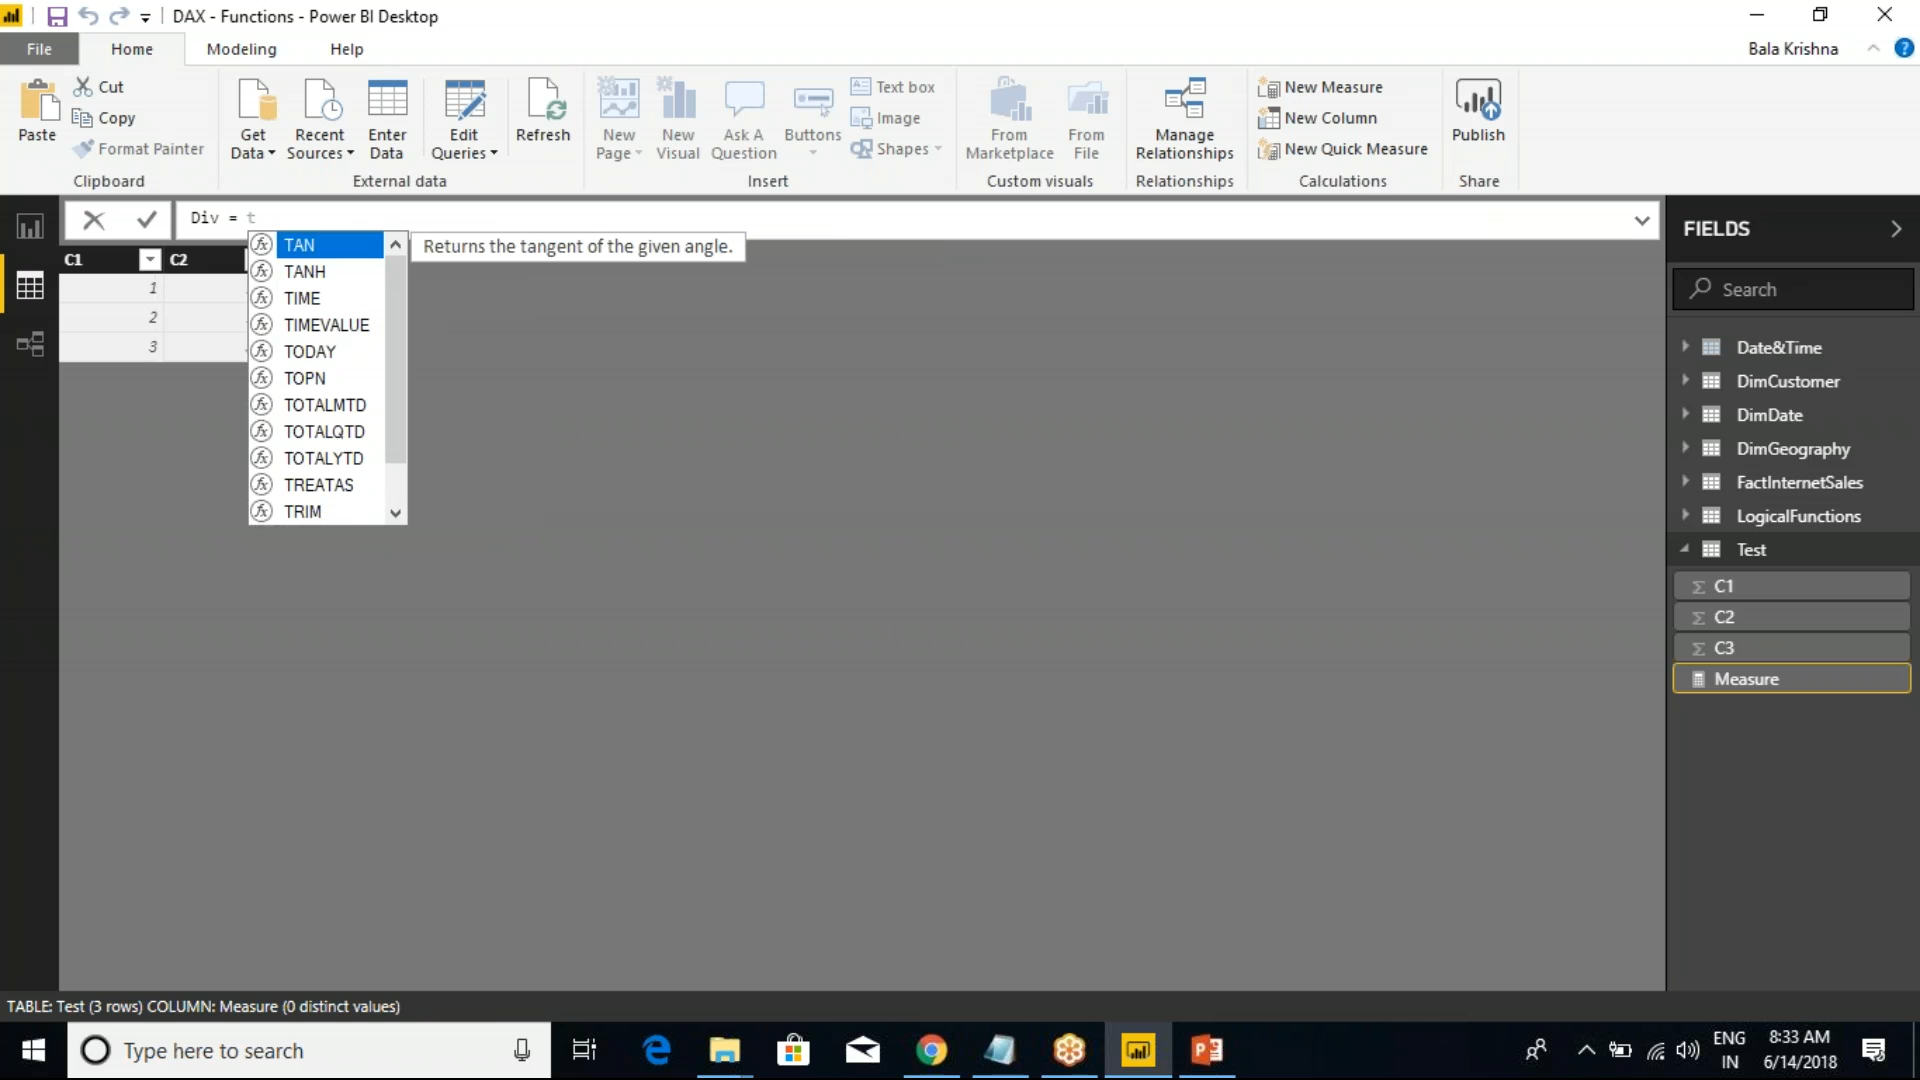 DAX - Functions - Power BI Desktop
File
Home
Modeling
Help
Bala Krishna
Paste
Cut
Copy
Format Painter
Clipboard
Get Data
Recent Sources
Enter Data
Edit Queries
Refresh
External data
New Page
New Visual
Ask A Question
Buttons
Text box
Image
Shapes
Insert
From Marketplace
From File
Custom visuals
Manage Relationships
Relationships
New Measure
New Column
New Quick Measure
Calculations
Publish
Share
Div = t
TAN
Returns the tangent of the given angle.
TANH
TIME
TIMEVALUE
TODAY
TOPN
TOTALMTD
TOTALQTD
TOTALYTD
TREATAS
TRIM
C1
C2
1
2
3
FIELDS
Search
Date&Time
DimCustomer
DimDate
DimGeography
FactInternetSales
LogicalFunctions
Test
C1
C2
C3
Measure
TABLE: Test (3 rows) COLUMN: Measure (0 distinct values)
Type here to search
ENG
IN
8:33 AM
6/14/2018